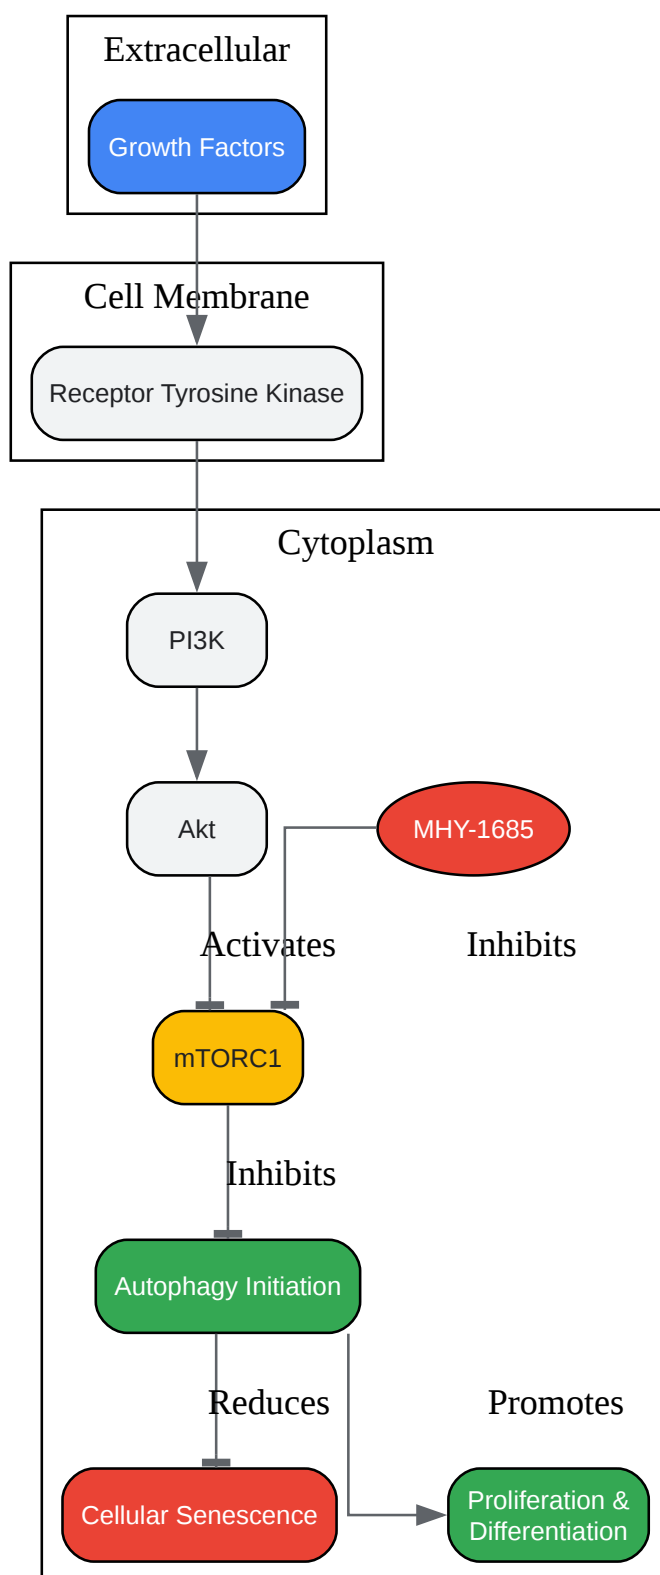 Extracellular
Growth Factors
Cell Membrane
Receptor Tyrosine Kinase
Cytoplasm
PI3K
Akt
MHY-1685
Activates
Inhibits
mTORC1
Inhibits
Autophagy Initiation
Reduces
Promotes
Cellular Senescence
Proliferation &
Differentiation